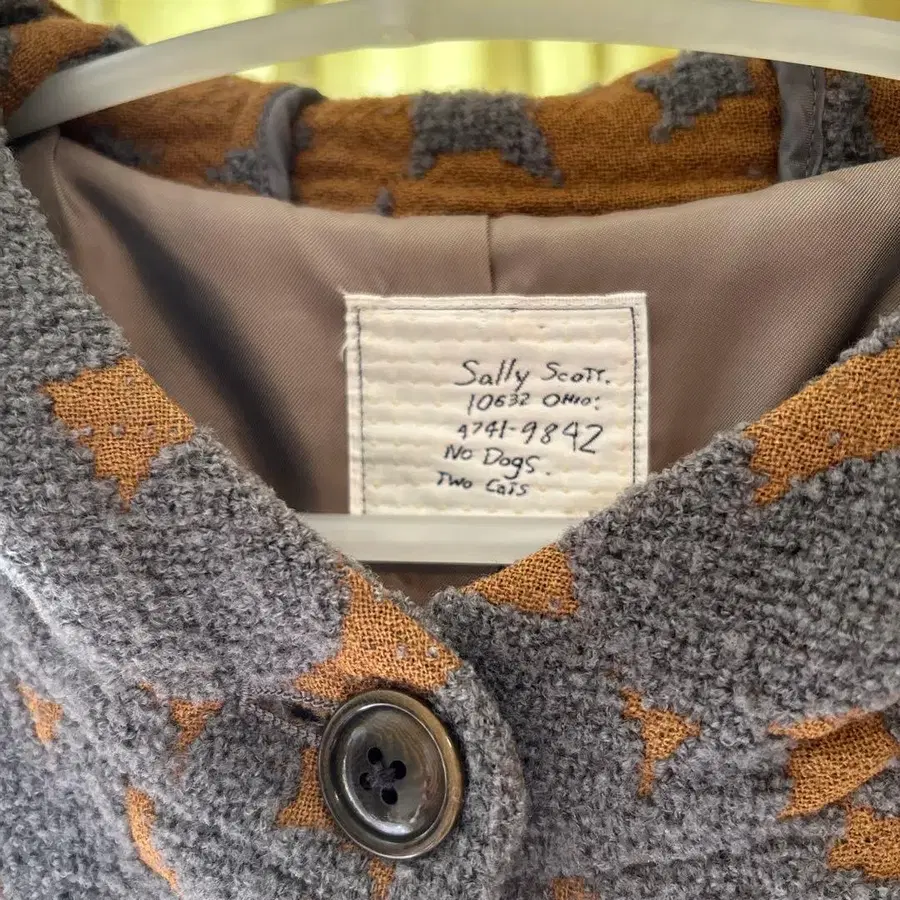 Sally Scott.
10632 OHIO:
4741-9842
No Dogs.
Two Cats